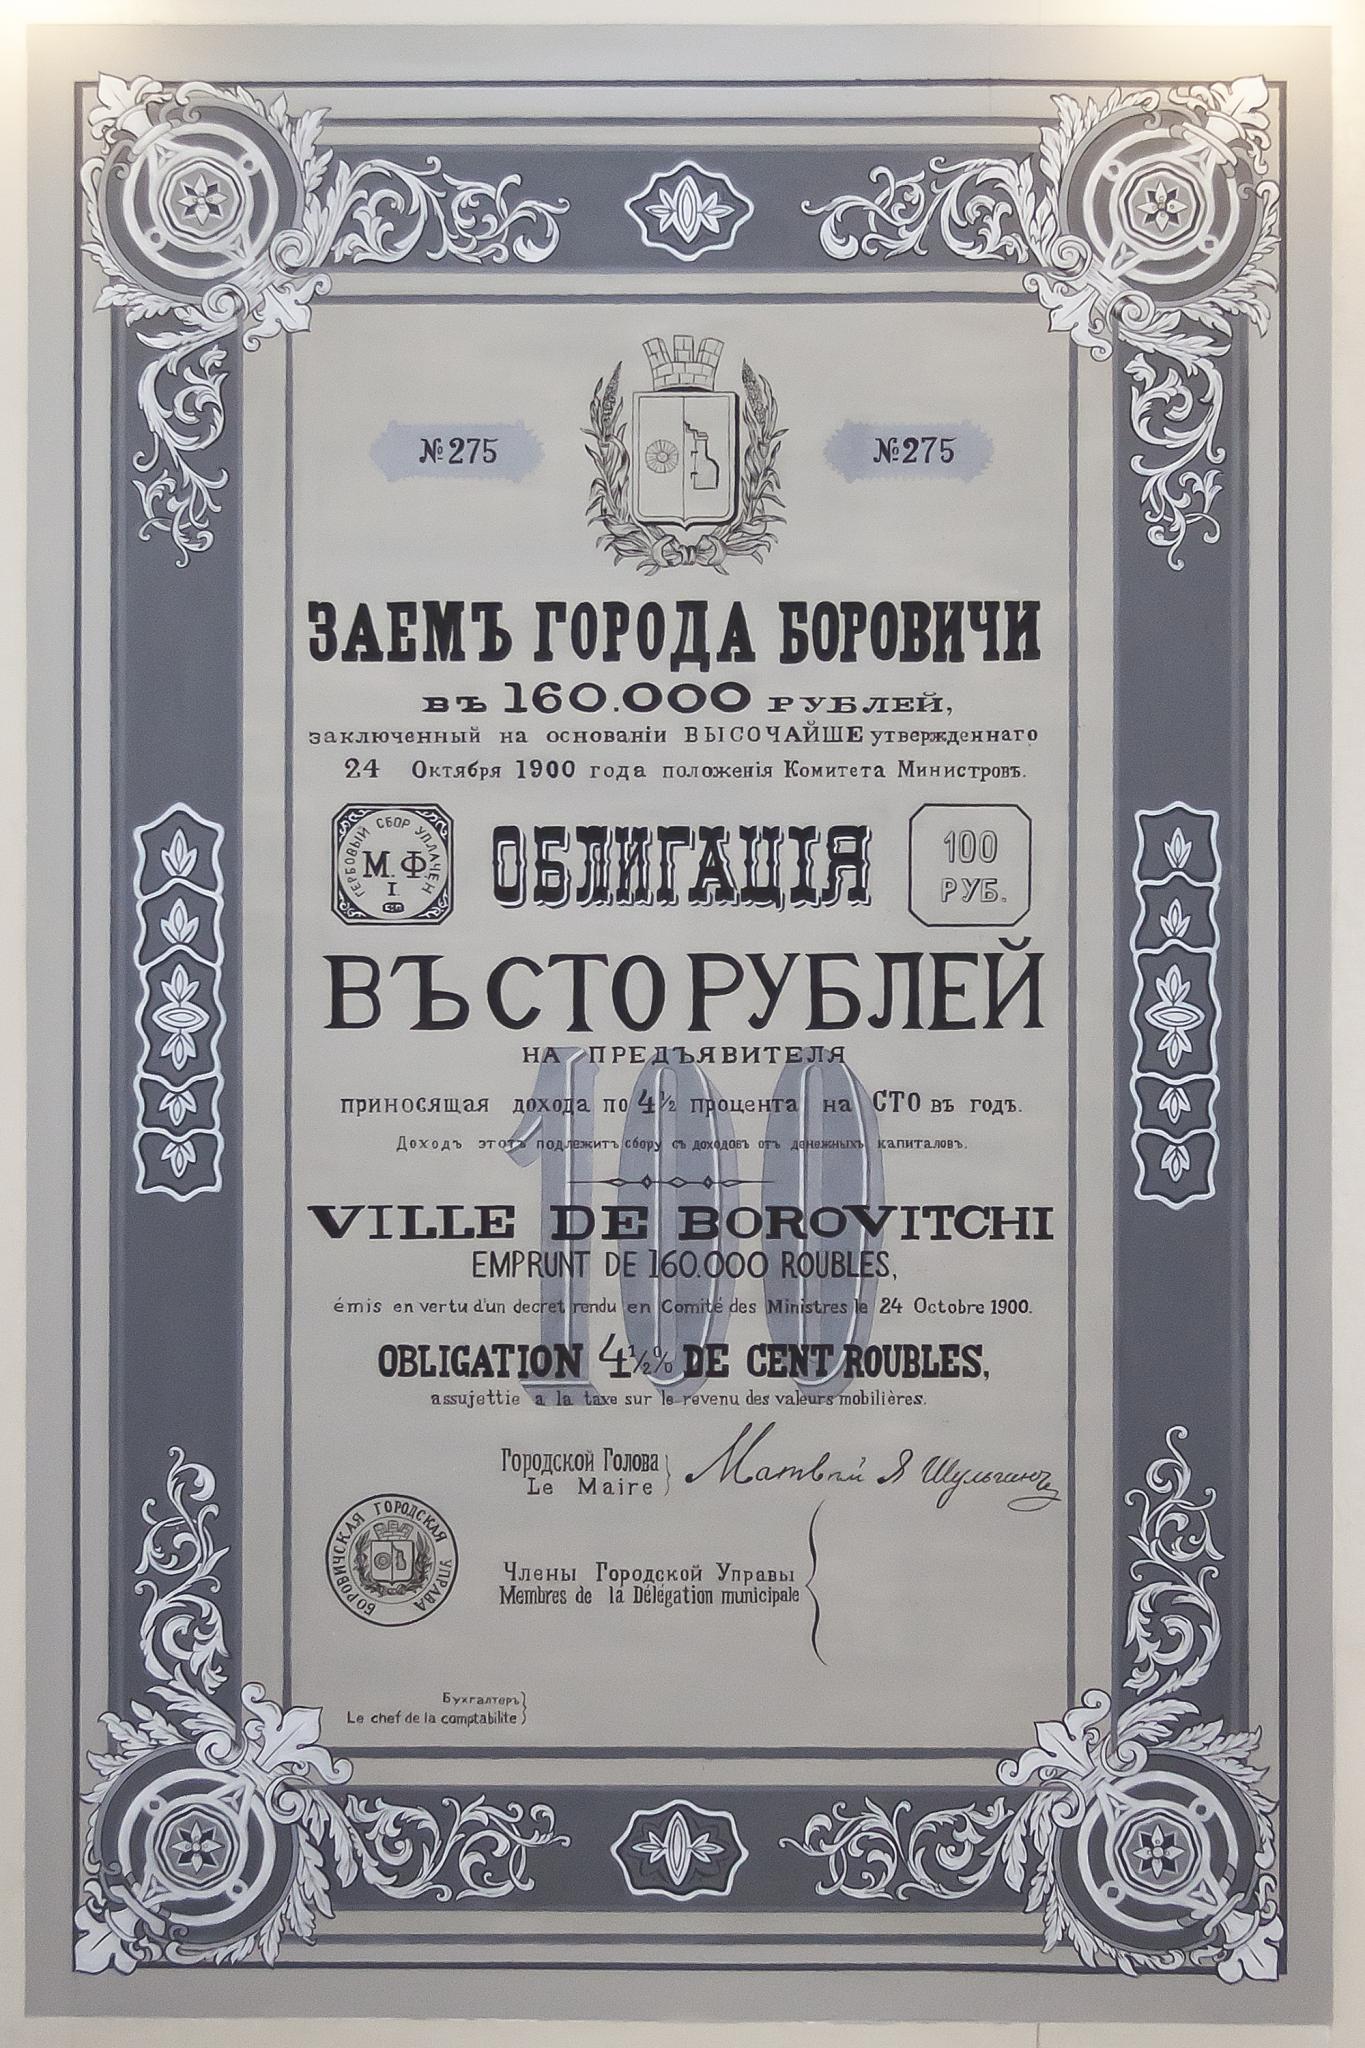 №275 №275
ЗАЕМЪ ГОРОДА БОРОВИЧИ
въ 160.000 рублей,
заключенный на основаніи ВЫСОЧАЙШЕ утвержденнаго
24 Октября 1900 года положенія Комитета Министровъ.
ГЕРБОВЫЙ СБОР УПЛАЧЕН
М.Ф.
I.
ОБЛИГАЦІЯ
100
РУБ.
ВЪ СТО РУБЛЕЙ
НА ПРЕДЪЯВИТЕЛЯ
100
приносящая дохода по 4½ процента на СТО въ годъ.
Доходъ этотъ подлежитъ сбору съ доходовъ отъ денежныхъ капиталовъ.
VILLE DE BOROVITCHI
EMPRUNT DE 160.000 ROUBLES,
émis en vertu d'un decret rendu en Comité des Ministres le 24 Octobre 1900.
OBLIGATION 4½% DE CENT ROUBLES,
assujettie a la taxe sur le revenu des valeurs mobilières.
Городской Голова
Le Maire
Матвѣй Я Шульгинъ
БОРОВИЧСКАЯ ГОРОДСКАЯ УПРАВА
Члены Городской Управы
Membres de la Délégation municipale
Бухгалтеръ
Le chef de la comptabilite